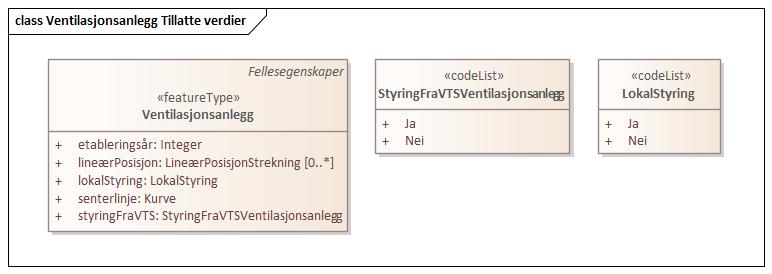 class Ventilasjonsanlegg Tillatte verdier
Fellesegenskaper
«featureType»
Ventilasjonsanlegg
+ etableringsår: Integer
+ lineærPosisjon: LineærPosisjonStrekning [0..*]
+ lokalStyring: LokalStyring
+ senterlinje: Kurve
+ styringFraVTS: StyringFraVTSVentilasjonsanlegg
«codeList»
StyringFraVTSVentilasjonsanlegg
+ Ja
+ Nei
«codeList»
LokalStyring
+ Ja
+ Nei